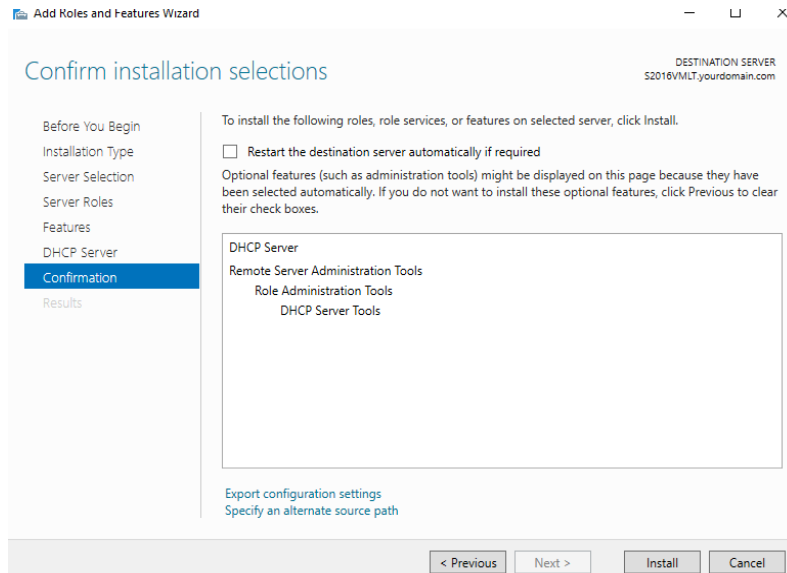 Add Roles and Features Wizard
Confirm installation selections
DESTINATION SERVER
S2016VMLT.yourdomain.com
Before You Begin
Installation Type
Server Selection
Server Roles
Features
DHCP Server
Confirmation
Results
To install the following roles, role services, or features on selected server, click Install.
Restart the destination server automatically if required
Optional features (such as administration tools) might be displayed on this page because they have
been selected automatically. If you do not want to install these optional features, click Previous to clear
their check boxes.
DHCP Server
Remote Server Administration Tools
Role Administration Tools
DHCP Server Tools
Export configuration settings
Specify an alternate source path
< Previous
Next >
Install
Cancel